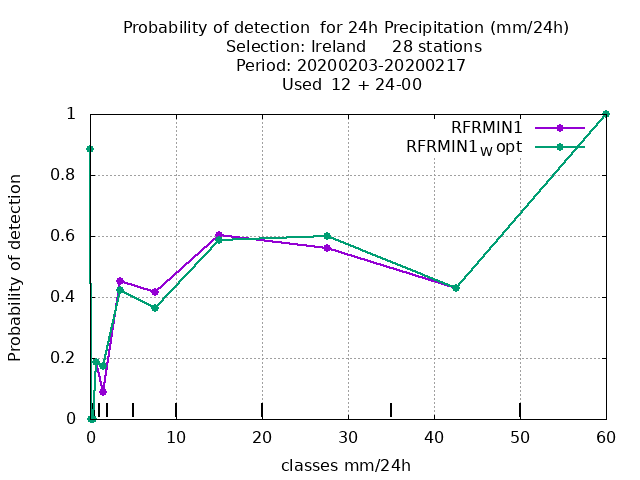 Probability of detection  for 24h Precipitation (mm/24h)
Selection: Ireland     28 stations
Period: 20200203-20200217
Used  12 + 24-00
RFRMIN1
RFRMIN1W opt
1
0.8
0.6
0.4
0.2
0
Probability of detection
0 10 20 30 40 50 60
classes mm/24h